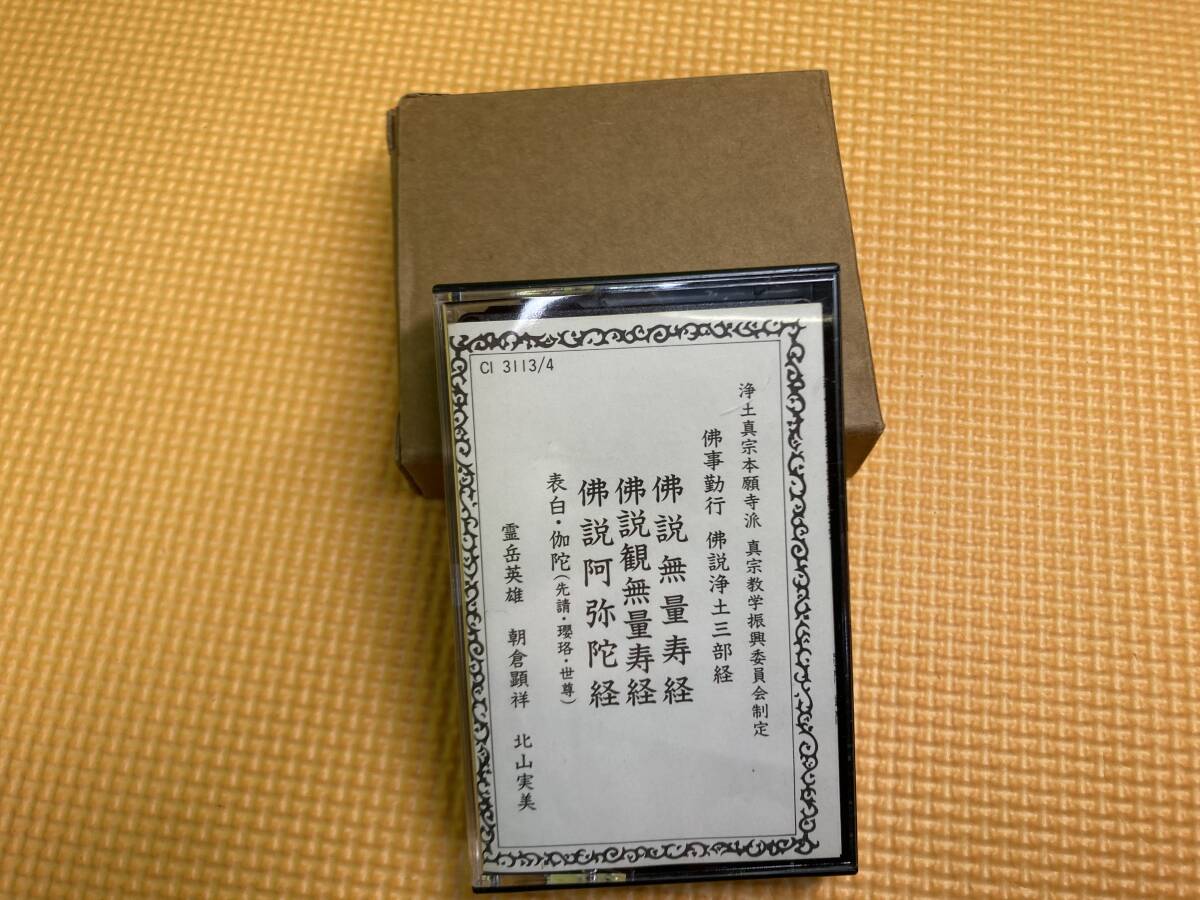 CI 3113/4
浄土真宗本願寺派 真宗教学振興委員会制定
佛事勤行 佛説浄土三部経
佛説無量寿経
佛説観無量寿経
佛説阿弥陀経
表白・伽陀(先請・瓔珞・世尊)
霊岳英雄 朝倉顕祥 北山実美